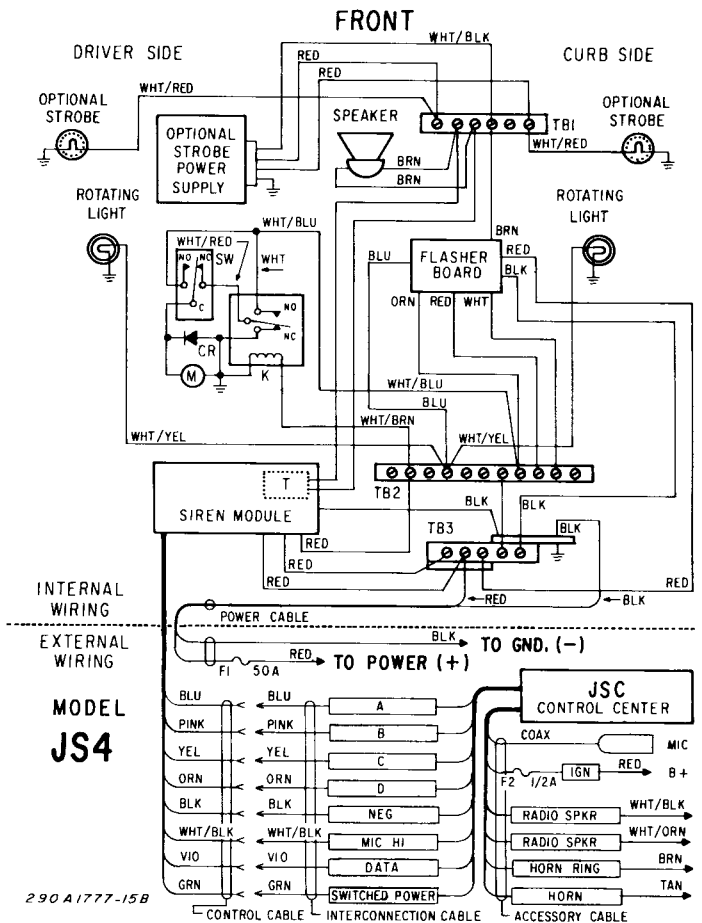 FRONT
DRIVER SIDE
CURB SIDE
WHT/BLK
RED
RED
WHT/RED
OPTIONAL
STROBE
OPTIONAL
STROBE
POWER
SUPPLY
SPEAKER
TB1
OPTIONAL
STROBE
WHT/RED
BRN
BRN
ROTATING
LIGHT
ROTATING
LIGHT
WHT/BLU
WHT/RED
SW
WHT
NO
NO
C
BRN
RED
BLK
BLU
FLASHER
BOARD
ORN
RED
WHT
NO
NC
CR
M
K
WHT/BLU
BLU
WHT/BRN
WHT/YEL
WHT/YEL
TB2
T
SIREN MODULE
BLK
BLK
BLK
TB3
RED
RED
RED
RED
RED
BLK
INTERNAL
WIRING
POWER CABLE
EXTERNAL
WIRING
BLK
TO GND. (-)
RED
TO POWER (+)
F1
50A
MODEL
JS4
JSC
CONTROL CENTER
BLU
BLU
A
PINK
PINK
B
YEL
YEL
C
ORN
ORN
D
BLK
BLK
NEG
WHT/BLK
WHT/BLK
MIC HI
VIO
VIO
DATA
GRN
GRN
SWITCHED POWER
COAX
MIC
F2
1/2A
IGN
RED
B+
RADIO SPKR
WHT/BLK
RADIO SPKR
WHT/ORN
HORN RING
BRN
HORN
TAN
290A1777-15B
CONTROL CABLE
INTERCONNECTION CABLE
ACCESSORY CABLE